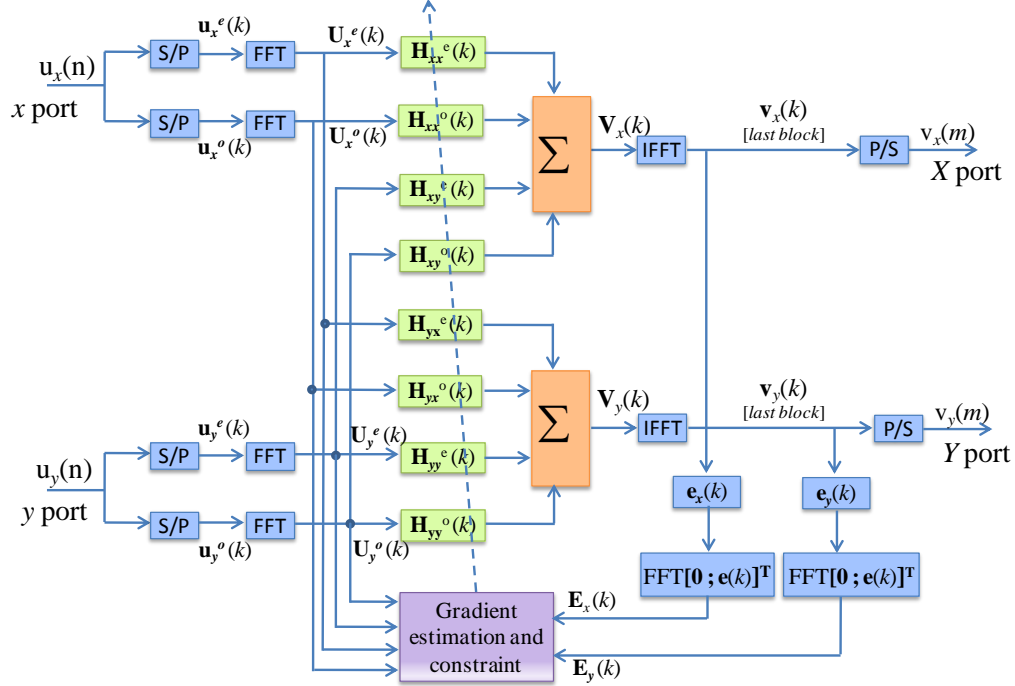 u_x(n)
x port
S/P
u_x^e(k)
FFT
U_x^e(k)
H_xx^e(k)
S/P
u_x^o(k)
FFT
U_x^o(k)
H_xx^o(k)
H_xy^e(k)
H_xy^o(k)
∑
V_x(k)
IFFT
v_x(k)
[last block]
P/S
v_x(m)
X port
H_yx^e(k)
H_yx^o(k)
∑
V_y(k)
IFFT
v_y(k)
[last block]
P/S
v_y(m)
Y port
u_y(n)
y port
S/P
u_y^e(k)
FFT
U_y^e(k)
H_yy^e(k)
S/P
u_y^o(k)
FFT
U_y^o(k)
H_yy^o(k)
e_x(k)
e_y(k)
FFT[0 ; e(k)]^T
FFT[0 ; e(k)]^T
E_x(k)
E_y(k)
Gradient
estimation and
constraint